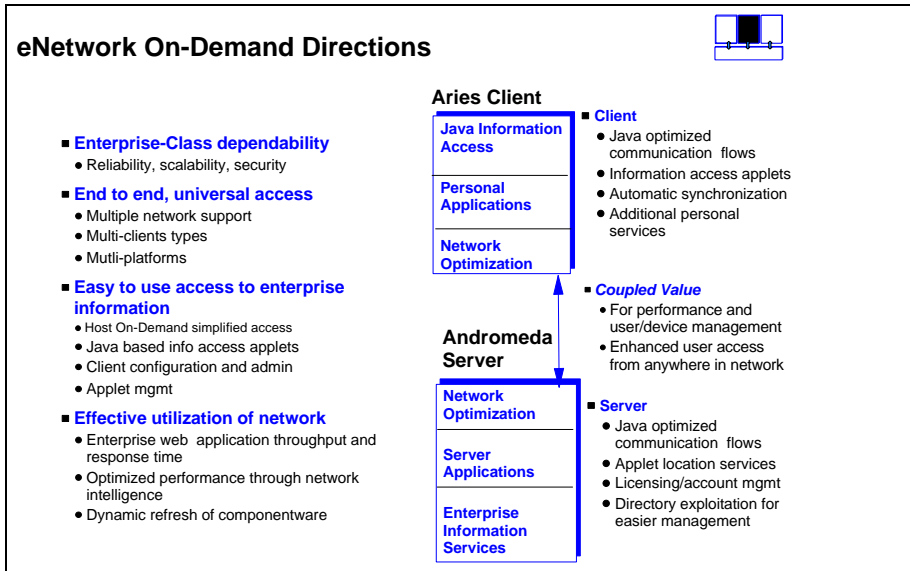 eNetwork On-Demand Directions
■ Enterprise-Class dependability
● Reliability, scalability, security
■ End to end, universal access
● Multiple network support
● Multi-clients types
● Mutli-platforms
■ Easy to use access to enterprise
information
● Host On-Demand simplified access
● Java based info access applets
● Client configuration and admin
● Applet mgmt
■ Effective utilization of network
● Enterprise web application throughput and
response time
● Optimized performance through network
intelligence
● Dynamic refresh of componentware
Aries Client
Java Information
Access
Personal
Applications
Network
Optimization
Andromeda
Server
Network
Optimization
Server
Applications
Enterprise
Information
Services
■ Client
● Java optimized
communication flows
● Information access applets
● Automatic synchronization
● Additional personal
services
■ Coupled Value
● For performance and
user/device management
● Enhanced user access
from anywhere in network
■ Server
● Java optimized
communication flows
● Applet location services
● Licensing/account mgmt
● Directory exploitation for
easier management